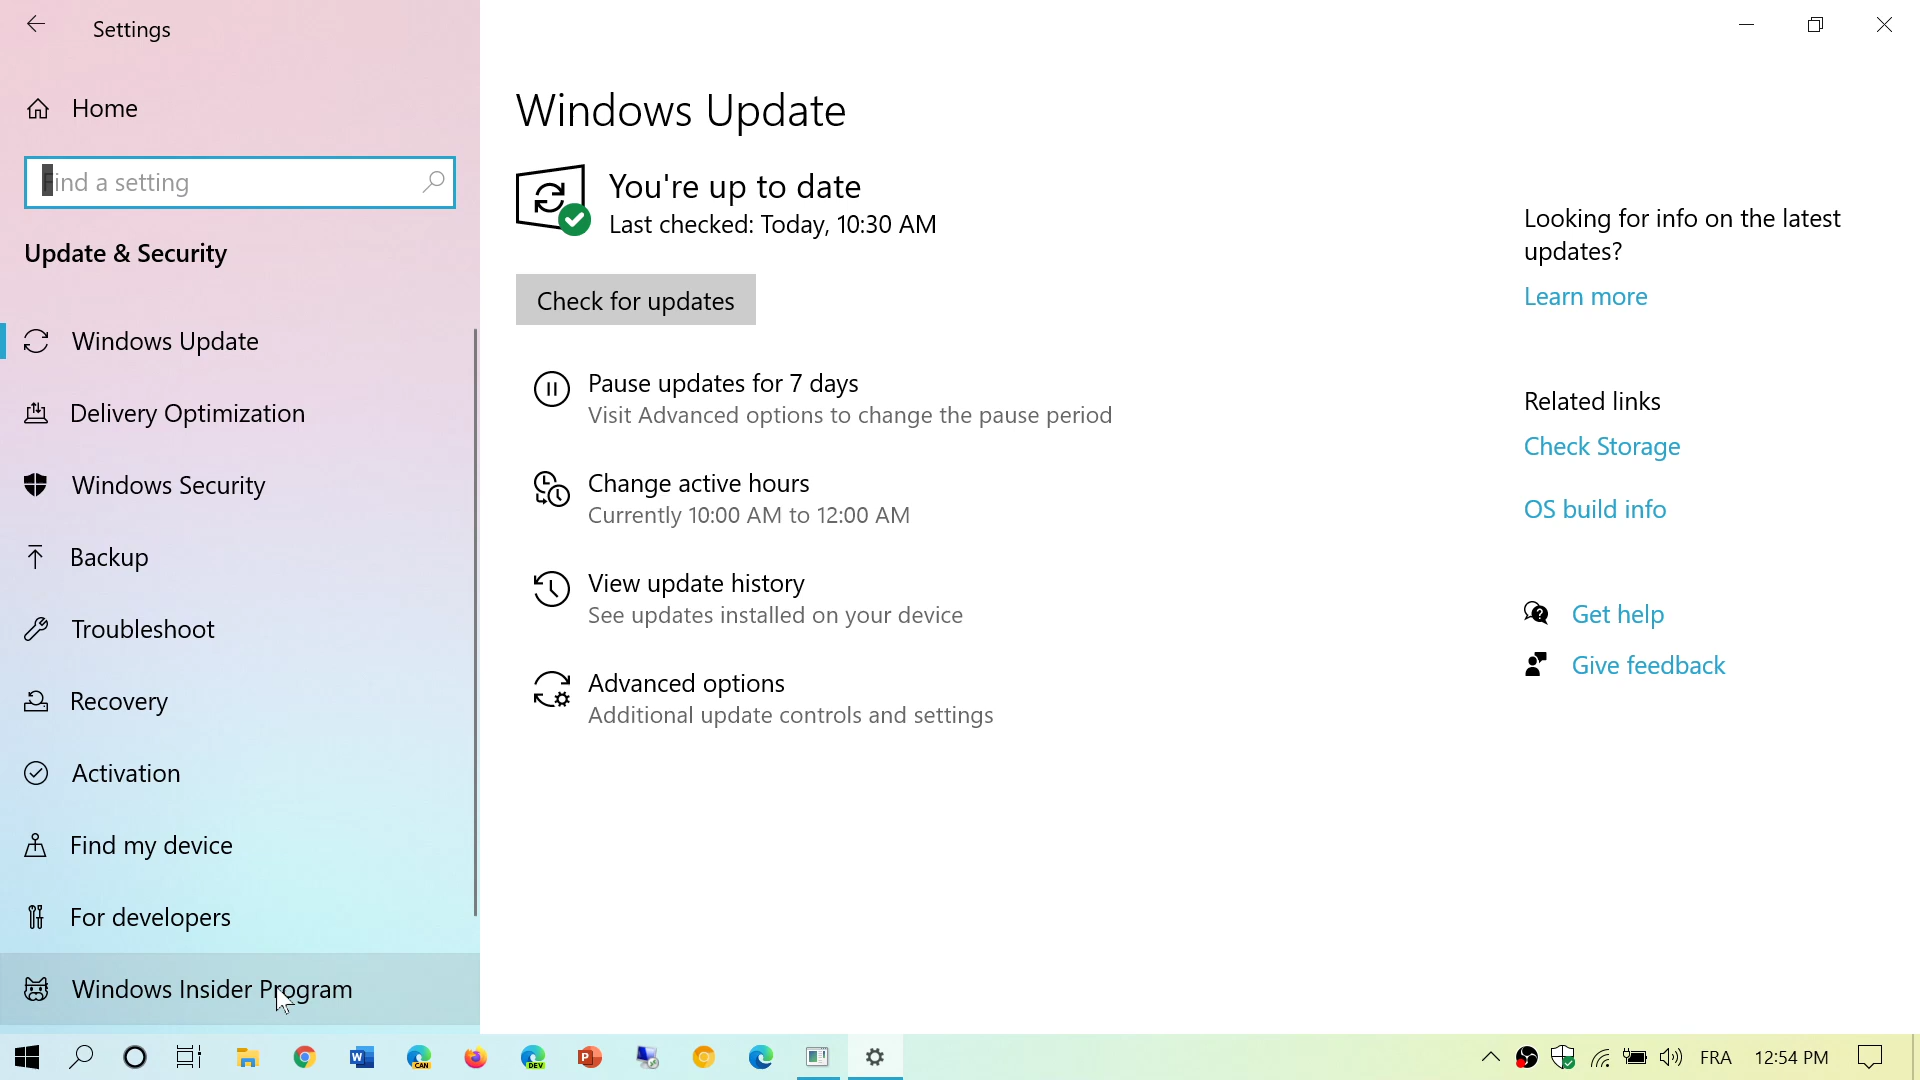 Settings
Home
Find a setting
Update & Security
Windows Update
Delivery Optimization
Windows Security
Backup
Troubleshoot
Recovery
Activation
Find my device
For developers
Windows Insider Program
Windows Update
You're up to date
Last checked: Today, 10:30 AM
Check for updates
Pause updates for 7 days
Visit Advanced options to change the pause period
Change active hours
Currently 10:00 AM to 12:00 AM
View update history
See updates installed on your device
Advanced options
Additional update controls and settings
Looking for info on the latest
updates?
Learn more
Related links
Check Storage
OS build info
Get help
Give feedback
W
CAN
DEV
P
FRA
12:54 PM